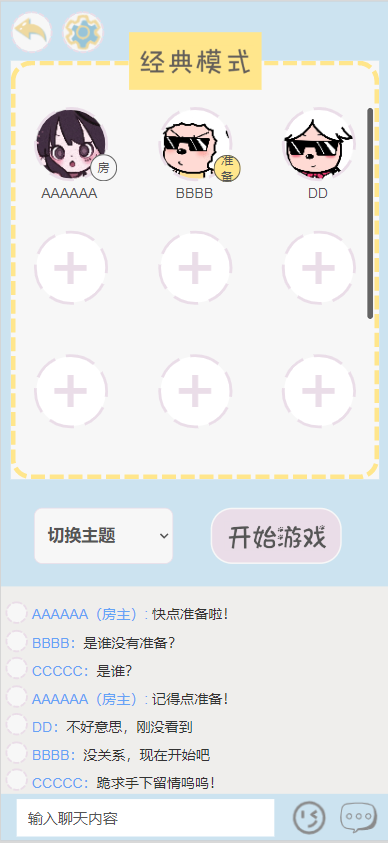 经典模式
房
准备
AAAAAA
BBBB
DD
切换主题
开始游戏
AAAAAA（房主）: 快点准备啦！
BBBB：是谁没有准备？
CCCCC：是谁？
AAAAAA（房主）: 记得点准备！
DD：不好意思，刚没看到
BBBB：没关系，现在开始吧
CCCCC：跪求手下留情呜呜！
输入聊天内容